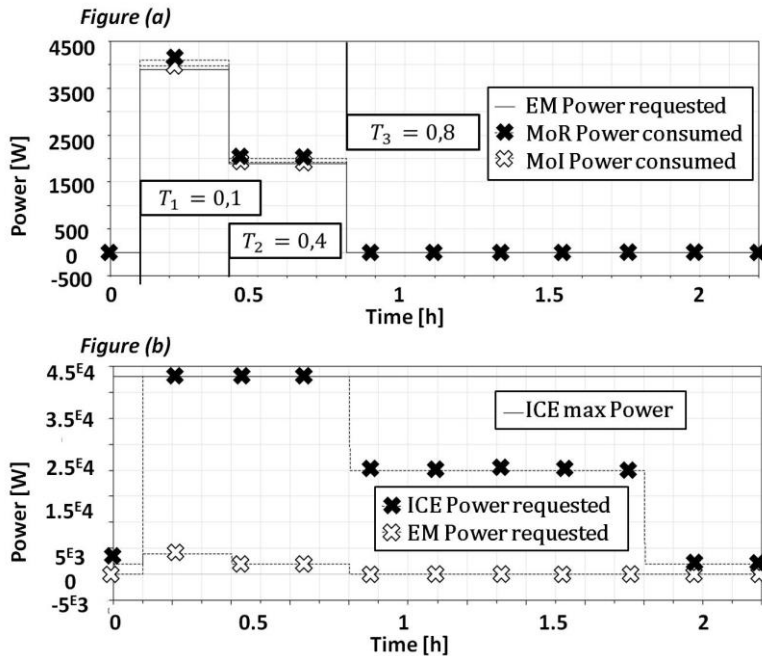 Figure (a)
4500
3500
2500
1500
500
0
-500
Power [W]
EM Power requested
MoR Power consumed
MoI Power consumed
T₁ = 0,1
T₂ = 0,4
T₃ = 0,8
0 0.5 1 1.5 2
Time [h]
Figure (b)
4.5ᴱ4
3.5ᴱ4
2.5ᴱ4
1.5ᴱ4
5ᴱ3
0
-5ᴱ3
Power [W]
ICE max Power
ICE Power requested
EM Power requested
0 0.5 1 1.5 2
Time [h]